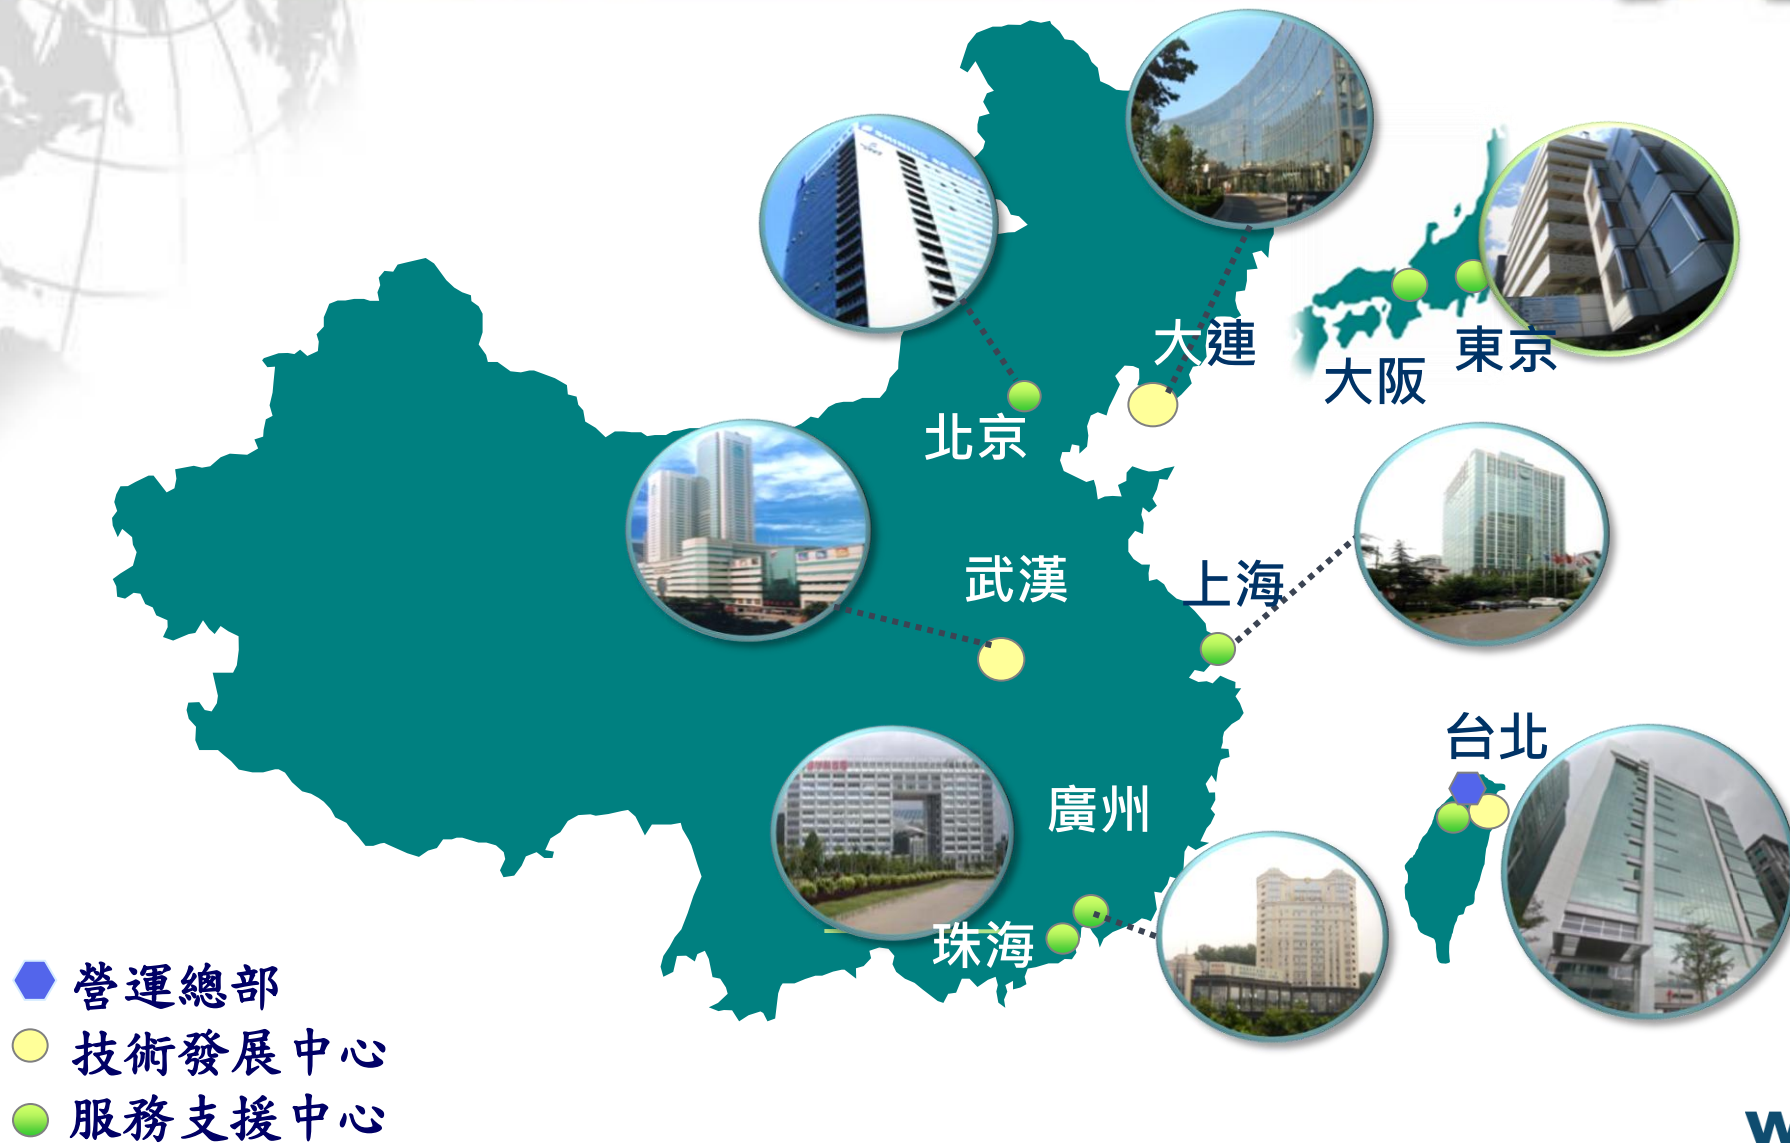 大連
東京
大阪
北京
武漢
上海
台北
廣州
珠海
營運總部
技術發展中心
服務支援中心
w